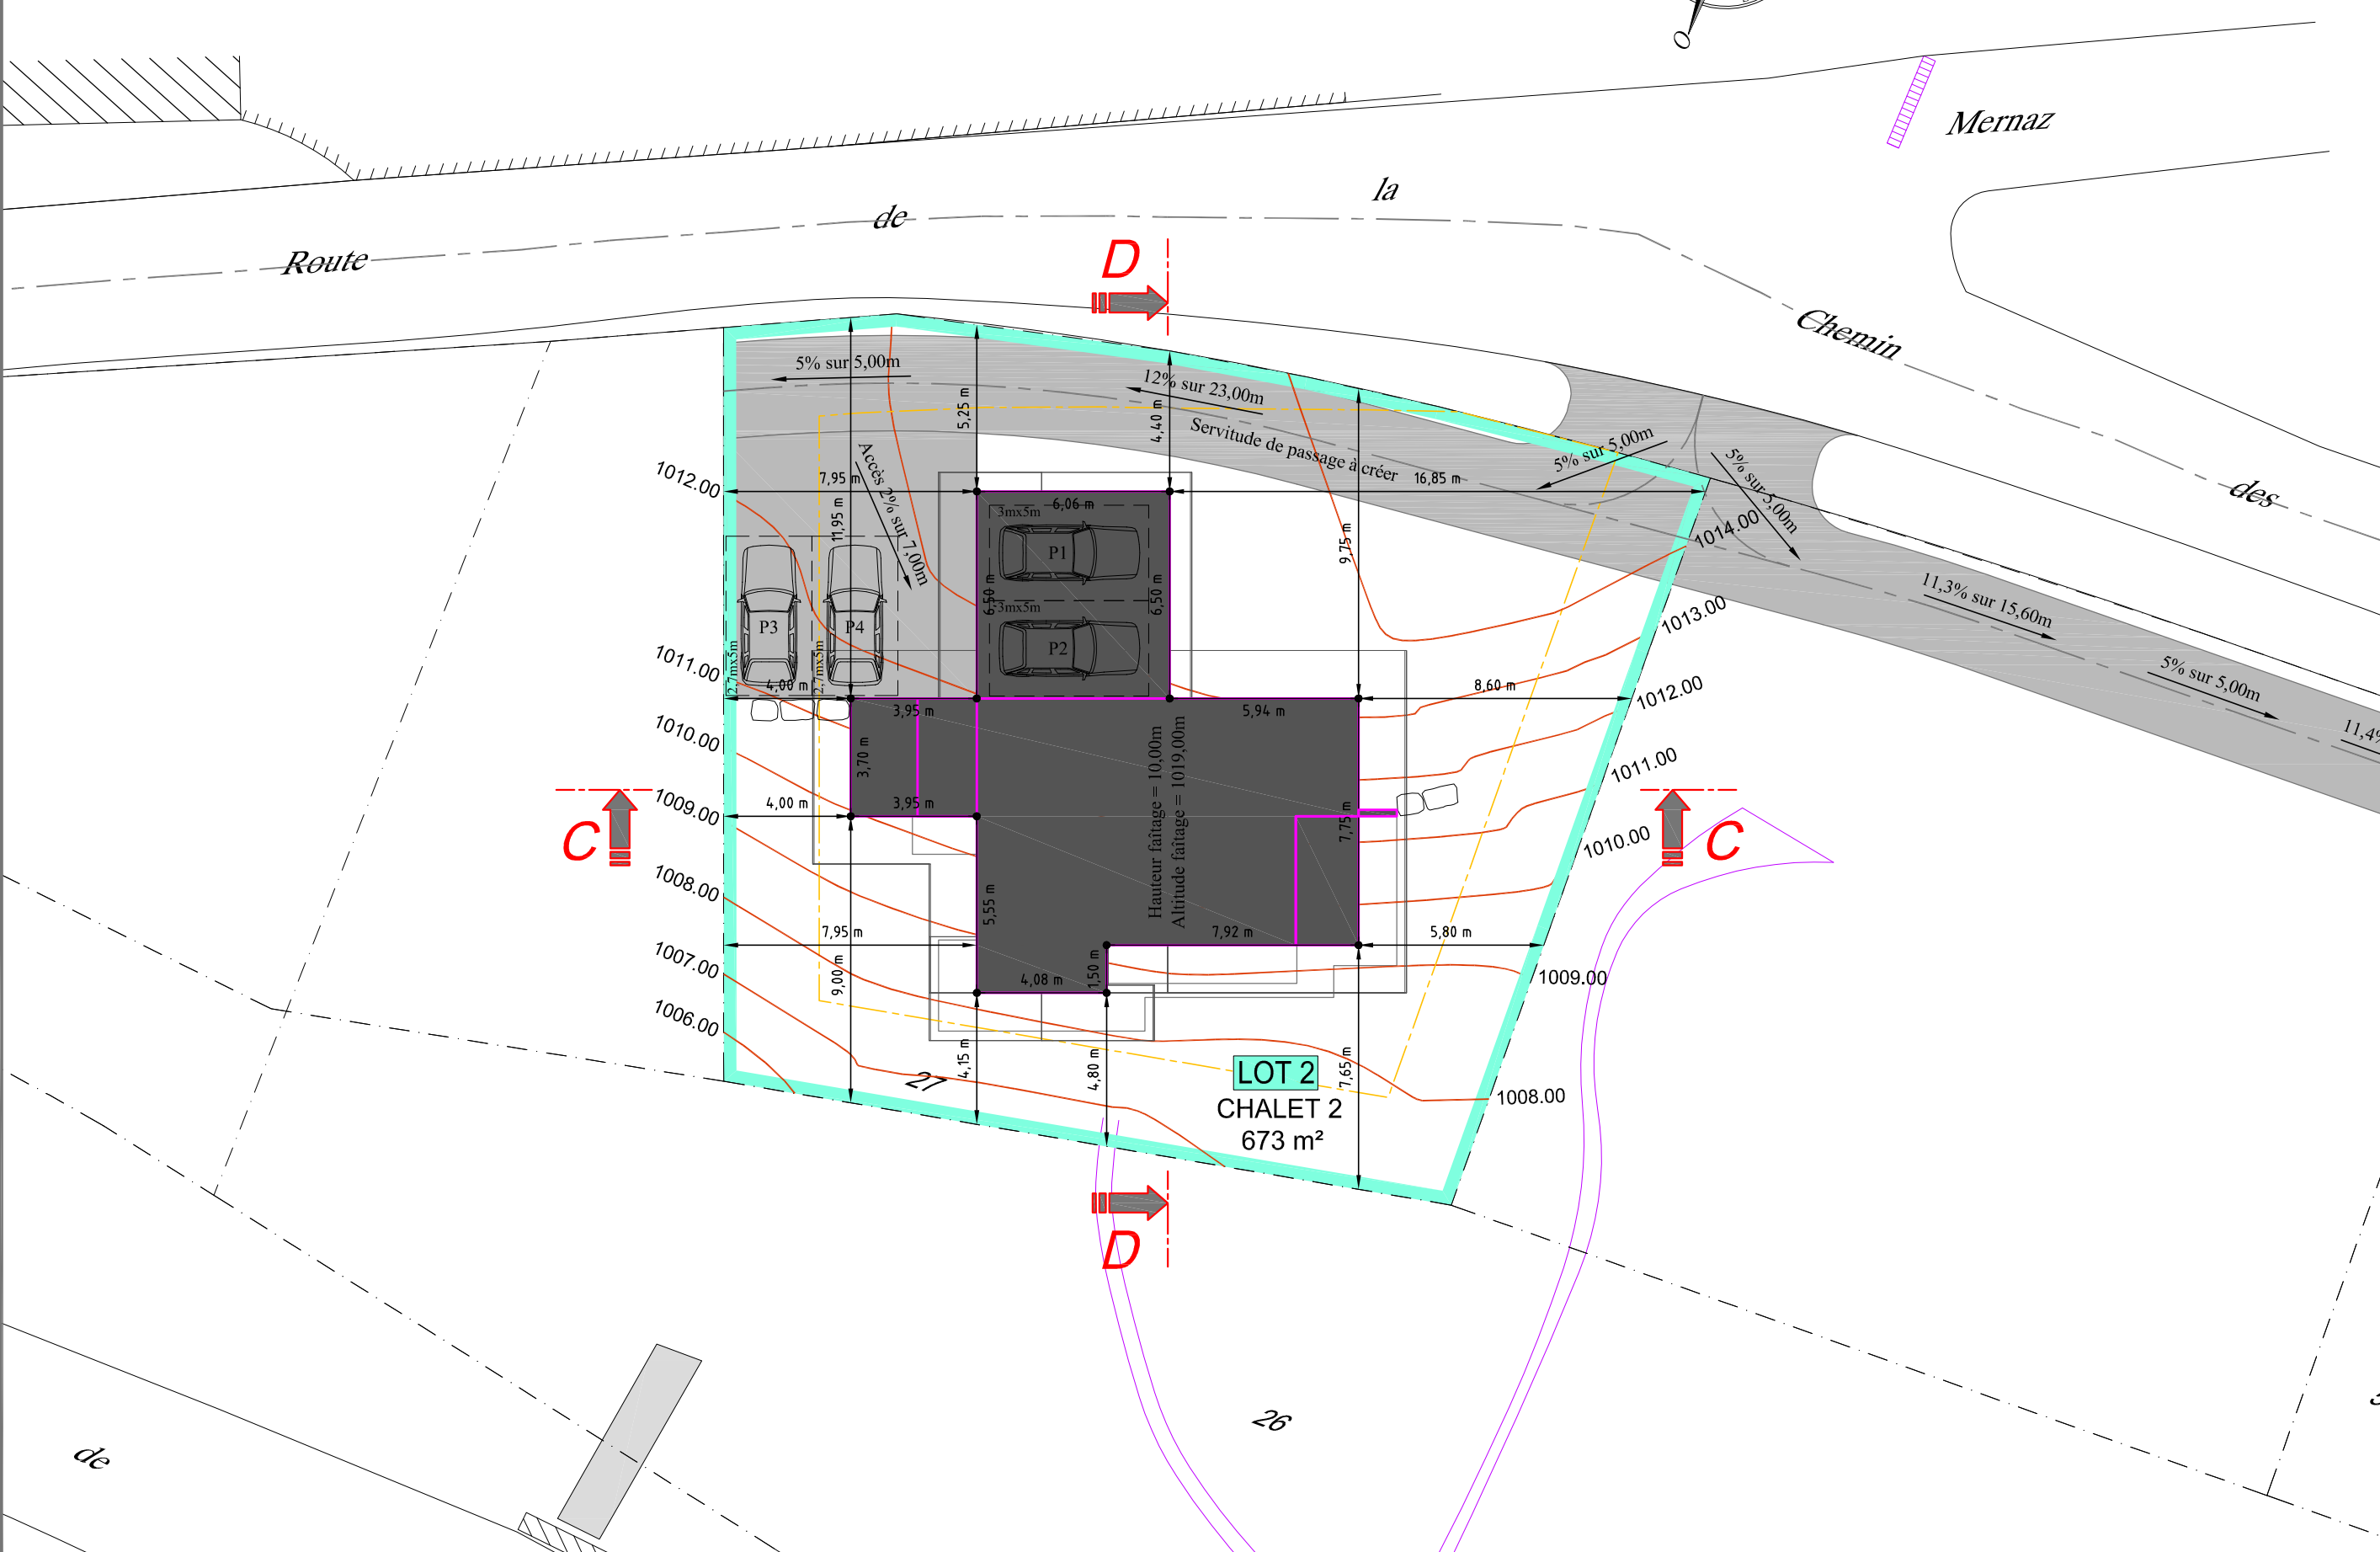 O
Mernaz
la
de
Route
D
Chemin
des
5% sur 5,00m
12% sur 23,00m
5,25 m
4,40 m
Servitude de passage à créer
5% sur 5,00m
5% sur 5,00m
16,85 m
7,95 m
1012.00
Accès 2% sur 7,00m
11,95 m
6,06 m
3mx5m
P1
9,75 m
1014.00
6,50 m
6,50 m
3mx5m
P2
P3
P4
2,7mx5m
2,7mx5m
11,3% sur 15,60m
5% sur 5,00m
11,4%
1013.00
1011.00
4,00 m
3,95 m
5,94 m
8,60 m
1012.00
1010.00
3,70 m
Hauteur faîtage = 10,00m
Altitude faîtage = 1019,00m
1011.00
1009.00
4,00 m
3,95 m
7,75 m
C
C
1010.00
1008.00
5,55 m
7,95 m
7,92 m
5,80 m
1007.00
9,00 m
4,08 m
1,50 m
1009.00
1006.00
4,15 m
4,80 m
7,65 m
27
LOT 2
CHALET 2
673 m²
1008.00
D
26
de